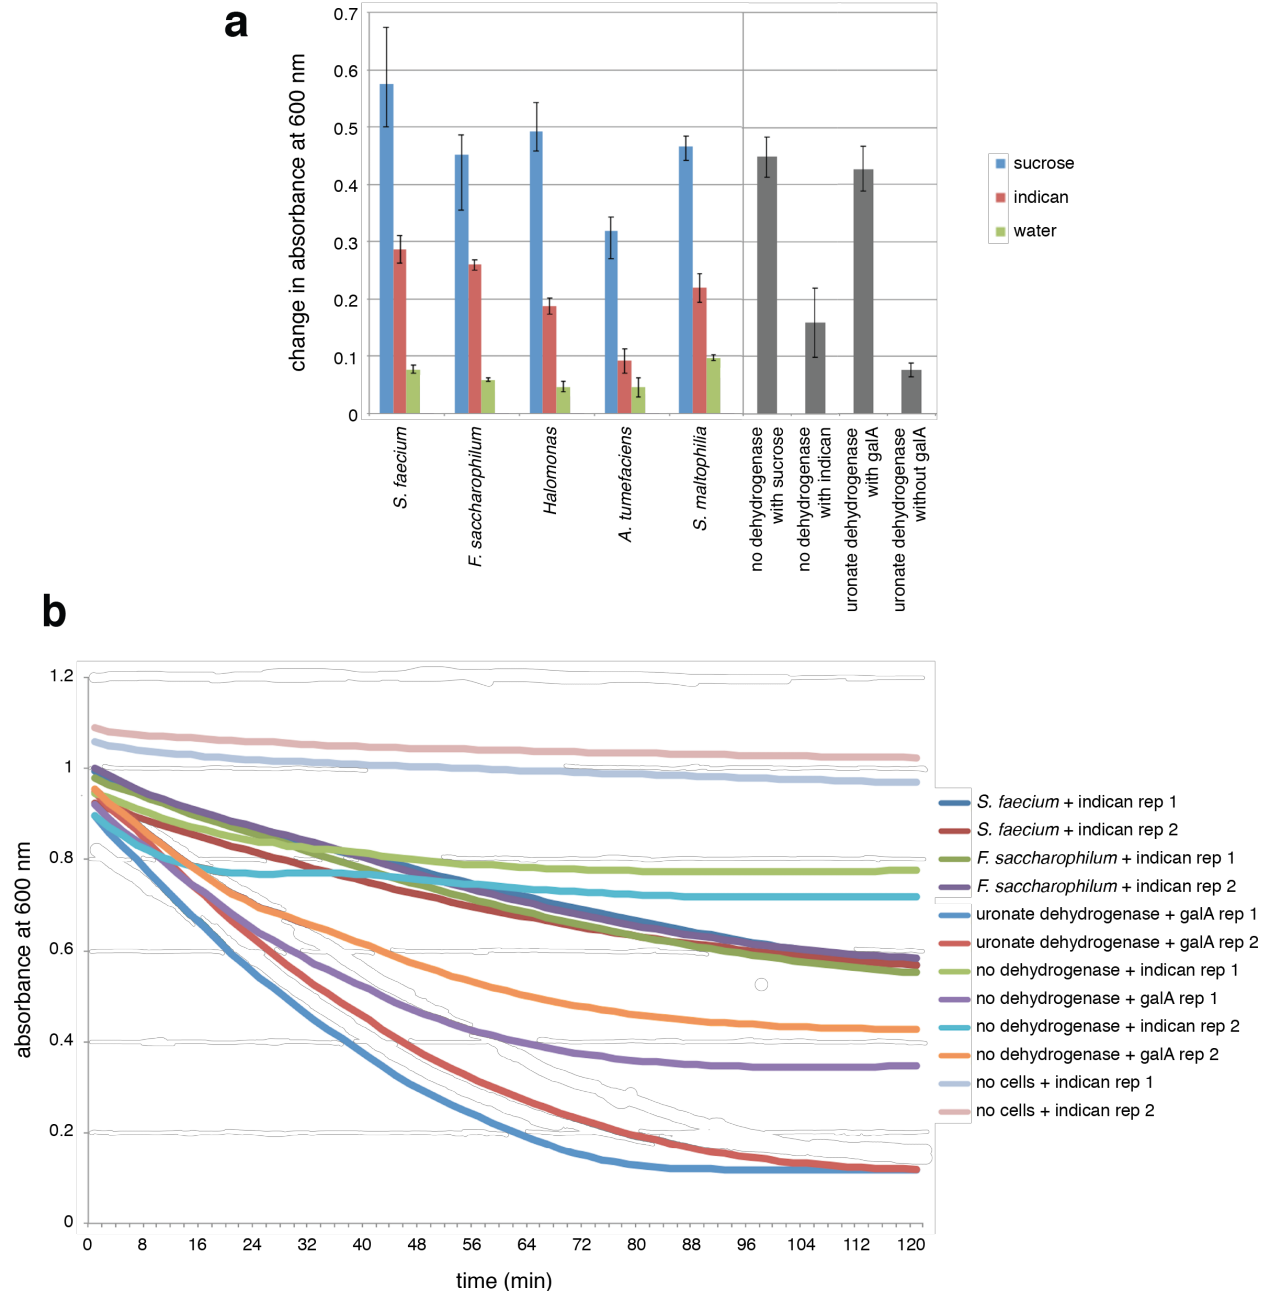 a
change in absorbance at 600 nm
0.7
0.6
0.5
0.4
0.3
0.2
0.1
0
S. faecium
F. saccharophilum
Halomonas
A. tumefaciens
S. maltophilia
no dehydrogenase
with sucrose
no dehydrogenase
with indican
uronate dehydrogenase
with galA
uronate dehydrogenase
without galA
sucrose
indican
water
b
absorbance at 600 nm
1.2
1
0.8
0.6
0.4
0.2
0
0 8 16 24 32 40 48 56 64 72 80 88 96 104 112 120
time (min)
S. faecium + indican rep 1
S. faecium + indican rep 2
F. saccharophilum + indican rep 1
F. saccharophilum + indican rep 2
uronate dehydrogenase + galA rep 1
uronate dehydrogenase + galA rep 2
no dehydrogenase + indican rep 1
no dehydrogenase + galA rep 1
no dehydrogenase + indican rep 2
no dehydrogenase + galA rep 2
no cells + indican rep 1
no cells + indican rep 2